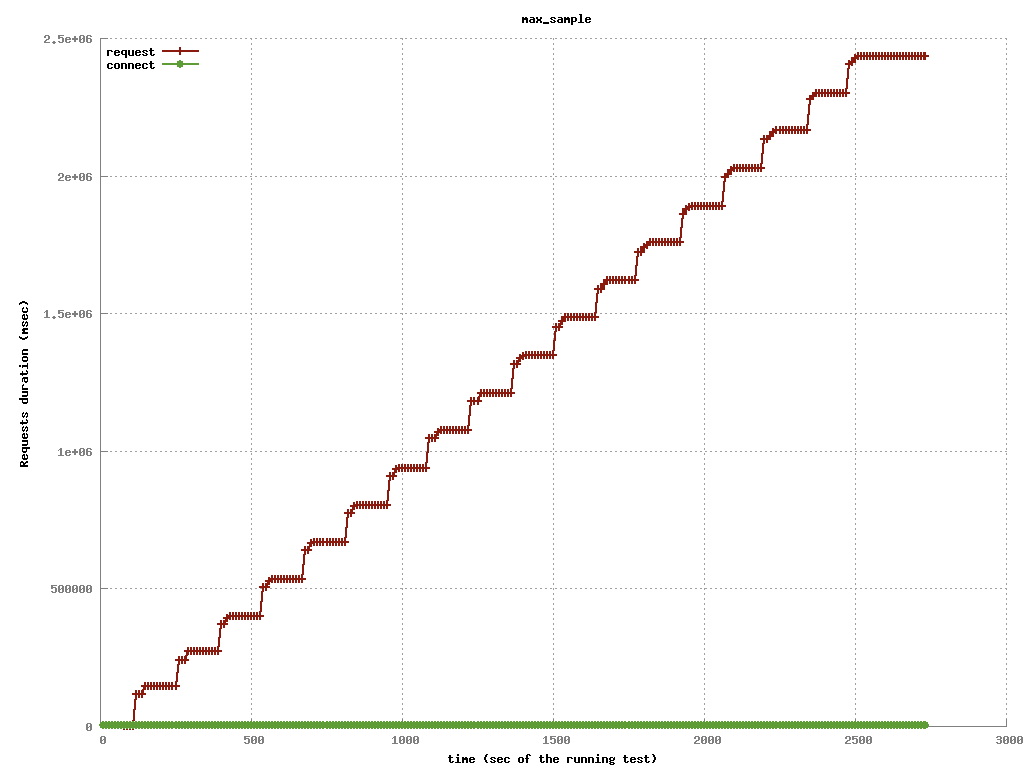 max_sample
2.5e+06
request
connect
2e+06
1.5e+06
Requests duration (msec)
1e+06
500000
0
0 500 1000 1500 2000 2500 3000
time (sec of the running test)